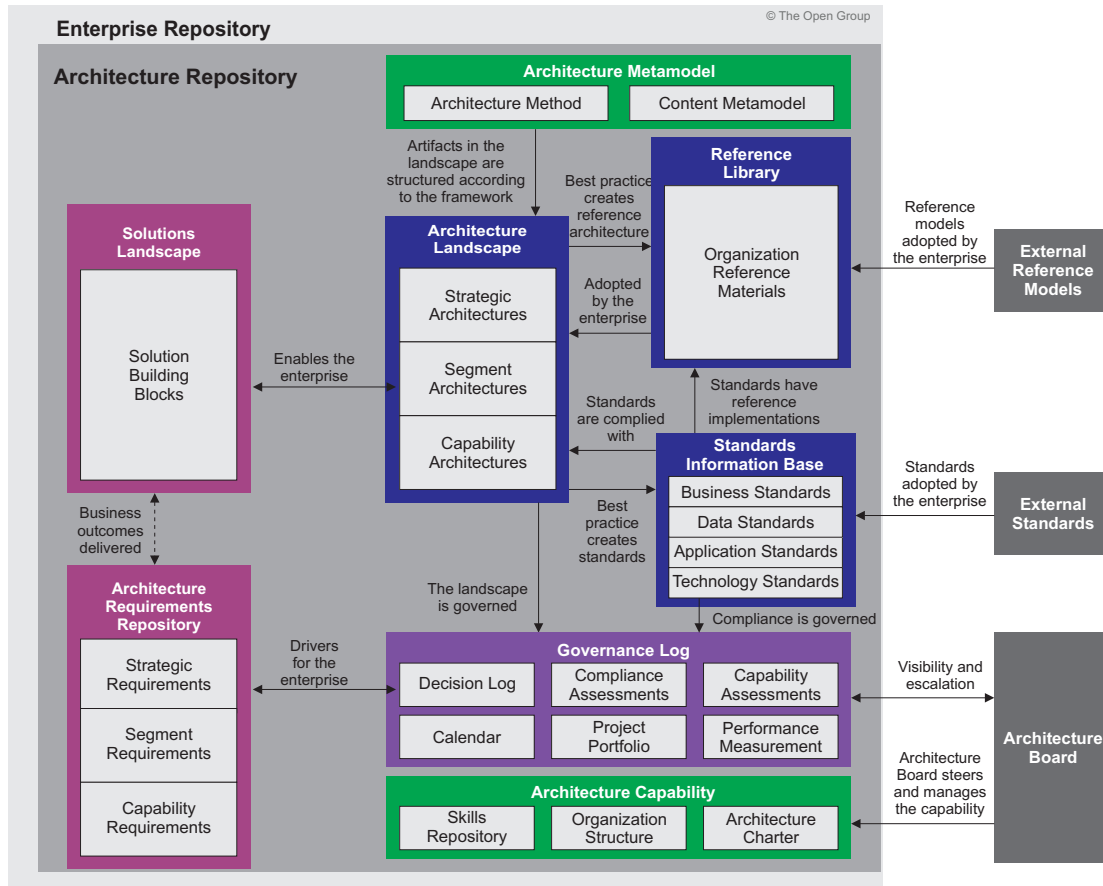 © The Open Group
Enterprise Repository
Architecture Repository
Architecture Metamodel
Architecture Method
Content Metamodel
Artifacts in the
landscape are
structured according
to the framework
Best practice
creates
reference
architecture
Reference
Library
Organization
Reference
Materials
Reference
models
adopted by
the enterprise
External
Reference
Models
Solutions
Landscape
Solution
Building
Blocks
Enables the
enterprise
Architecture
Landscape
Strategic
Architectures
Segment
Architectures
Capability
Architectures
Adopted
by the
enterprise
Standards have
reference
implementations
Standards
are complied
with
Standards
Information Base
Business Standards
Data Standards
Application Standards
Technology Standards
Standards
adopted by
the enterprise
External
Standards
Best
practice
creates
standards
Business
outcomes
delivered
The landscape
is governed
Compliance is governed
Architecture
Requirements
Repository
Strategic
Requirements
Segment
Requirements
Capability
Requirements
Drivers
for the
enterprise
Governance Log
Decision Log
Compliance
Assessments
Capability
Assessments
Calendar
Project
Portfolio
Performance
Measurement
Visibility and
escalation
Architecture
Board
Architecture
Board steers
and manages
the capability
Architecture Capability
Skills
Repository
Organization
Structure
Architecture
Charter